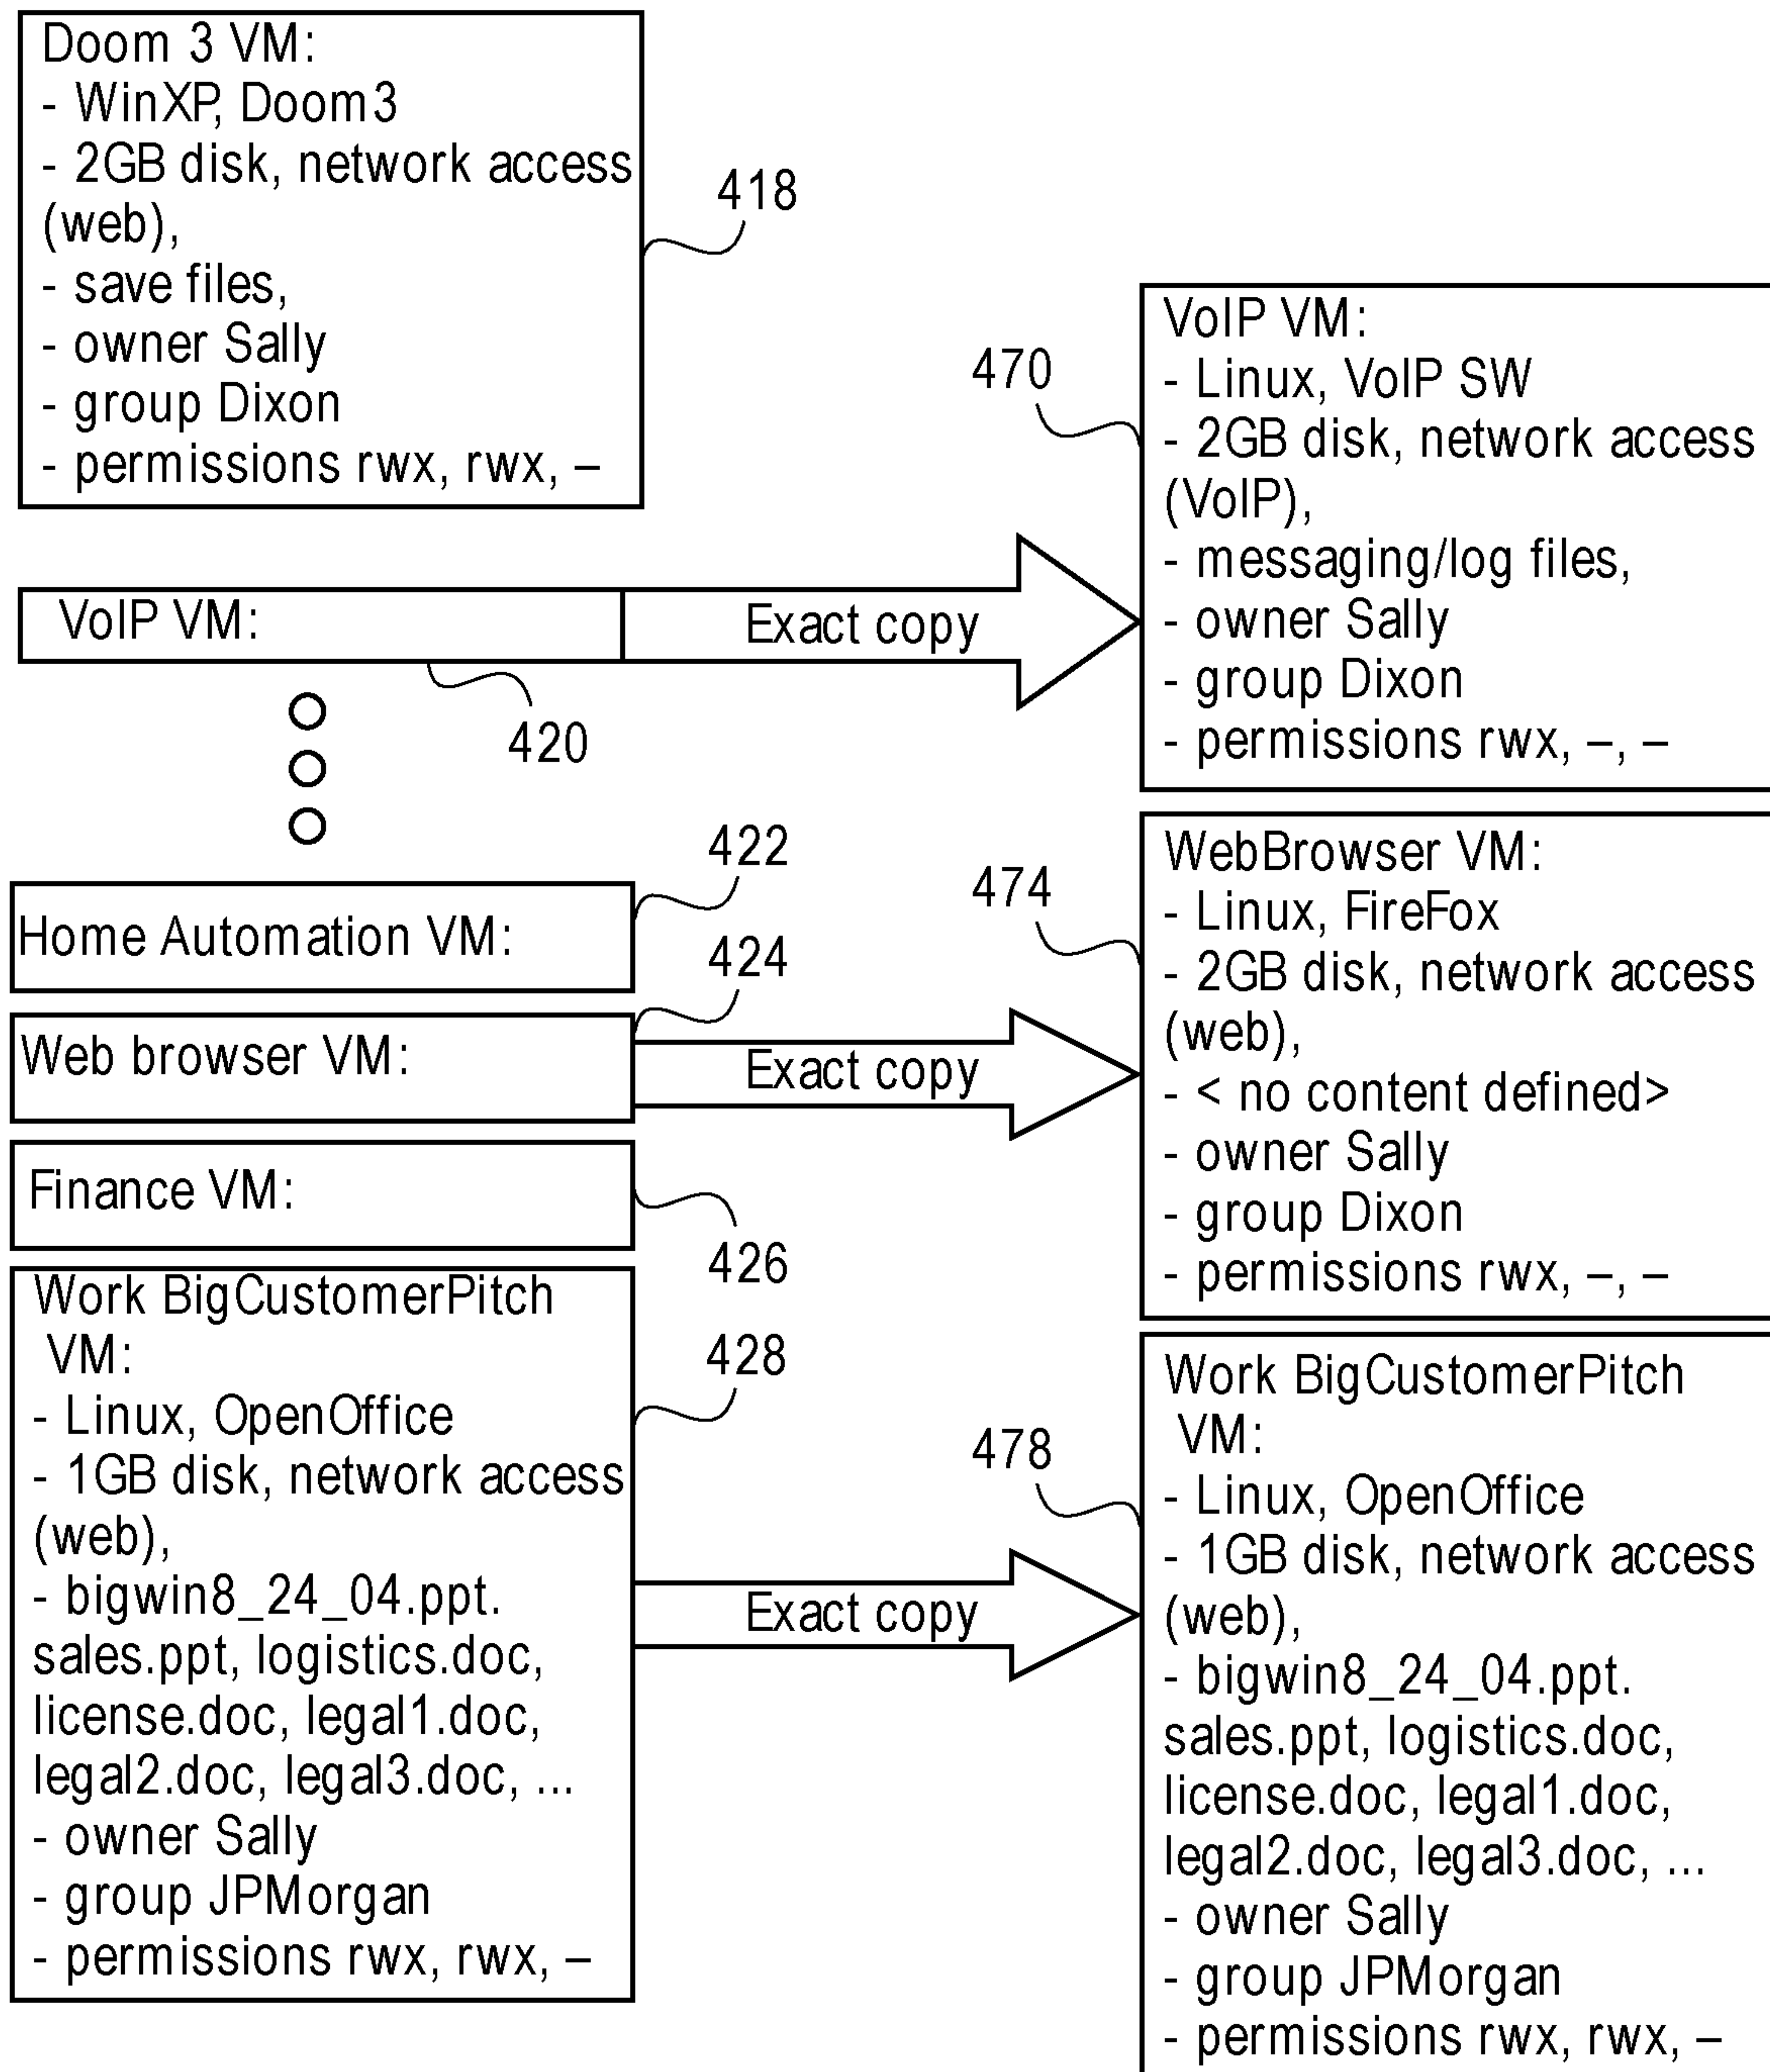 Doom 3 VM:
- WinXP, Doom3
- 2GB disk, network access
(web),
- save files,
- owner Sally
- group Dixon
- permissions rwx, rwx, –
418
VoIP VM:
Exact copy
420
470
VoIP VM:
- Linux, VoIP SW
- 2GB disk, network access
(VoIP),
- messaging/log files,
- owner Sally
- group Dixon
- permissions rwx, –, –
Home Automation VM:
422
Web browser VM:
424
Exact copy
474
WebBrowser VM:
- Linux, FireFox
- 2GB disk, network access
(web),
- < no content defined>
- owner Sally
- group Dixon
- permissions rwx, –, –
Finance VM:
426
Work BigCustomerPitch
VM:
- Linux, OpenOffice
- 1GB disk, network access
(web),
- bigwin8_24_04.ppt.
sales.ppt, logistics.doc,
license.doc, legal1.doc,
legal2.doc, legal3.doc, ...
- owner Sally
- group JPMorgan
- permissions rwx, rwx, –
428
Exact copy
478
Work BigCustomerPitch
VM:
- Linux, OpenOffice
- 1GB disk, network access
(web),
- bigwin8_24_04.ppt.
sales.ppt, logistics.doc,
license.doc, legal1.doc,
legal2.doc, legal3.doc, ...
- owner Sally
- group JPMorgan
- permissions rwx, rwx, –